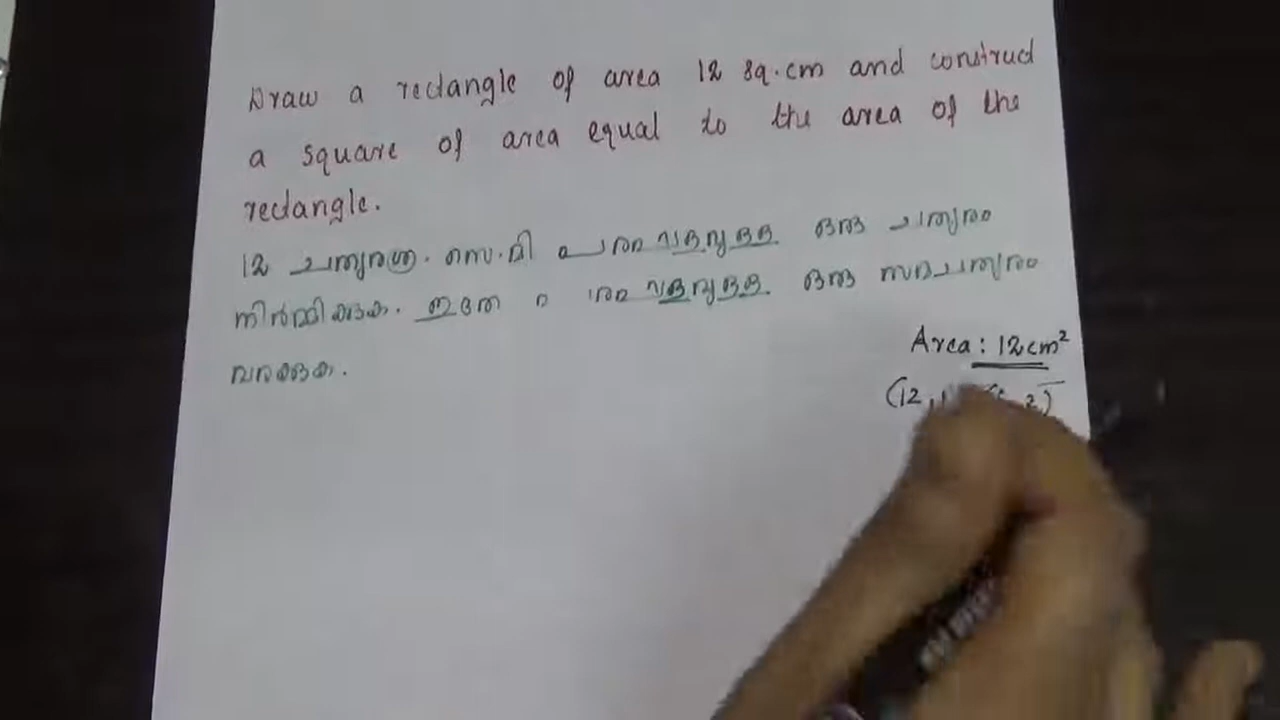 Draw a rectangle of area 12 sq.cm and construct
a square of area equal to the area of the
rectangle.
12 ചതുരശ്ര. സെ.മീ പരപ്പളവുള്ള ഒരു ചതുരം
നിർമ്മിക്കുക. ഇതേ പരപ്പളവുള്ള ഒരു സമചതുരം
വരക്കുക.
Area : 12cm²
(12,